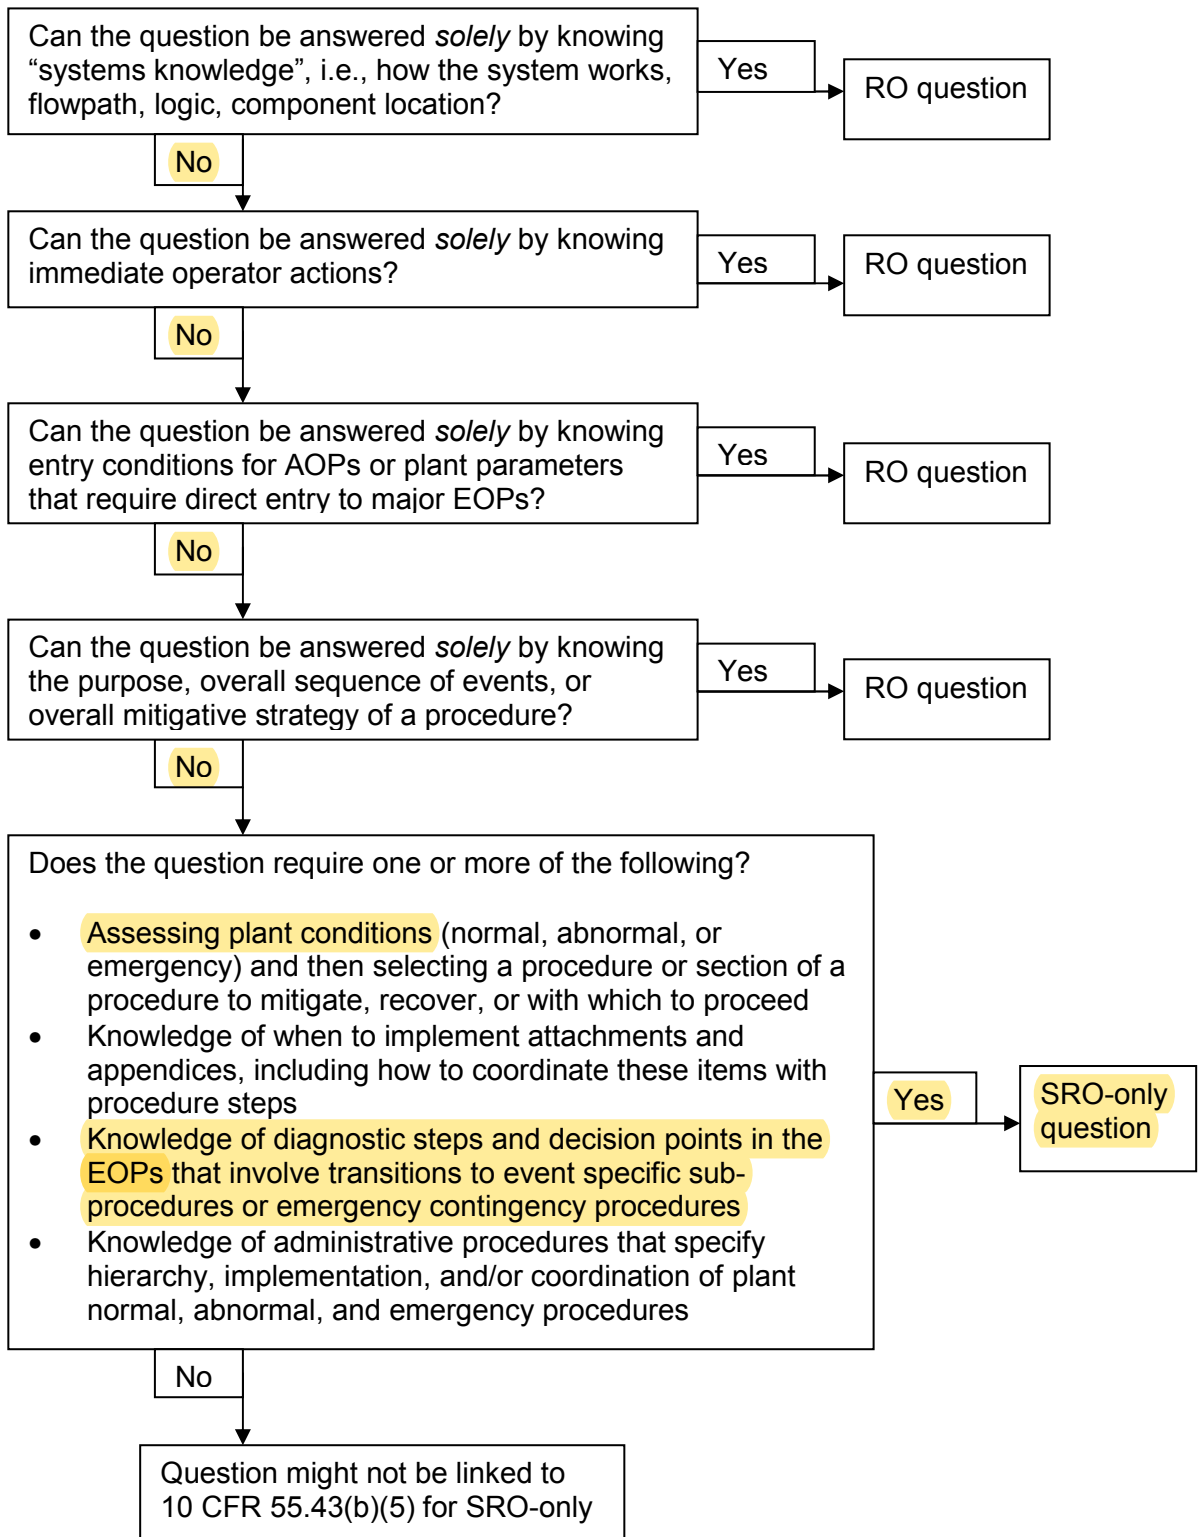 Can the question be answered solely by knowing
“systems knowledge”, i.e., how the system works,
flowpath, logic, component location?
Yes
RO question
No
Can the question be answered solely by knowing
immediate operator actions?
Yes
RO question
No
Can the question be answered solely by knowing
entry conditions for AOPs or plant parameters
that require direct entry to major EOPs?
Yes
RO question
No
Can the question be answered solely by knowing
the purpose, overall sequence of events, or
overall mitigative strategy of a procedure?
Yes
RO question
No
Does the question require one or more of the following?
• Assessing plant conditions (normal, abnormal, or
emergency) and then selecting a procedure or section of a
procedure to mitigate, recover, or with which to proceed
• Knowledge of when to implement attachments and
appendices, including how to coordinate these items with
procedure steps
• Knowledge of diagnostic steps and decision points in the
EOPs that involve transitions to event specific sub-
procedures or emergency contingency procedures
• Knowledge of administrative procedures that specify
hierarchy, implementation, and/or coordination of plant
normal, abnormal, and emergency procedures
Yes
SRO-only
question
No
Question might not be linked to
10 CFR 55.43(b)(5) for SRO-only